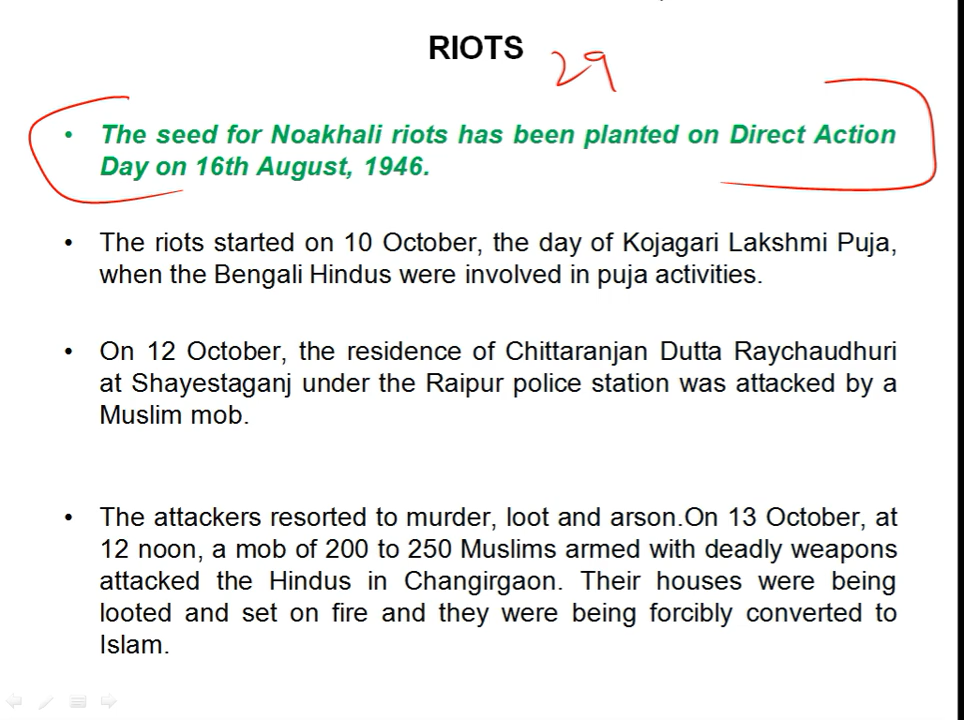 RIOTS
29
• The seed for Noakhali riots has been planted on Direct Action
Day on 16th August, 1946.
• The riots started on 10 October, the day of Kojagari Lakshmi Puja,
when the Bengali Hindus were involved in puja activities.
• On 12 October, the residence of Chittaranjan Dutta Raychaudhuri
at Shayestaganj under the Raipur police station was attacked by a
Muslim mob.
• The attackers resorted to murder, loot and arson.On 13 October, at
12 noon, a mob of 200 to 250 Muslims armed with deadly weapons
attacked the Hindus in Changirgaon. Their houses were being
looted and set on fire and they were being forcibly converted to
Islam.